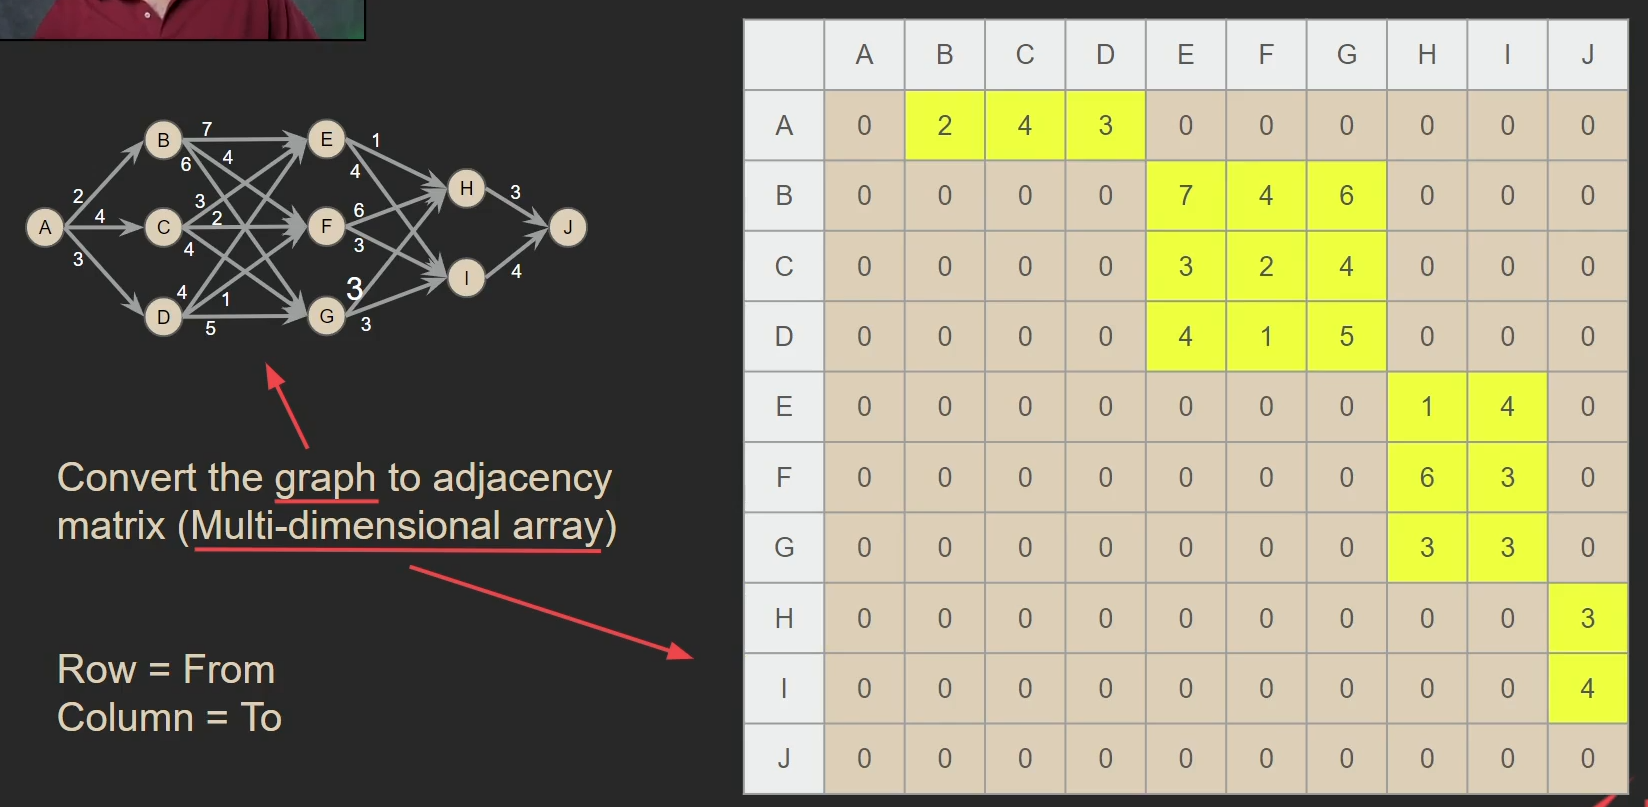 A B C D E F G H I J
A 0 2 4 3 0 0 0 0 0 0
B 0 0 0 0 7 4 6 0 0 0
C 0 0 0 0 3 2 4 0 0 0
D 0 0 0 0 4 1 5 0 0 0
E 0 0 0 0 0 0 0 1 4 0
F 0 0 0 0 0 0 0 6 3 0
G 0 0 0 0 0 0 0 3 3 0
H 0 0 0 0 0 0 0 0 0 3
I 0 0 0 0 0 0 0 0 0 4
J 0 0 0 0 0 0 0 0 0 0
B 7 E 1
6 4 4
2 3 H 3
A 4 C 2 F 6 J
3 4 3 I 4
4 1 3
D 5 G 3
Convert the graph to adjacency
matrix (Multi-dimensional array)
Row = From
Column = To